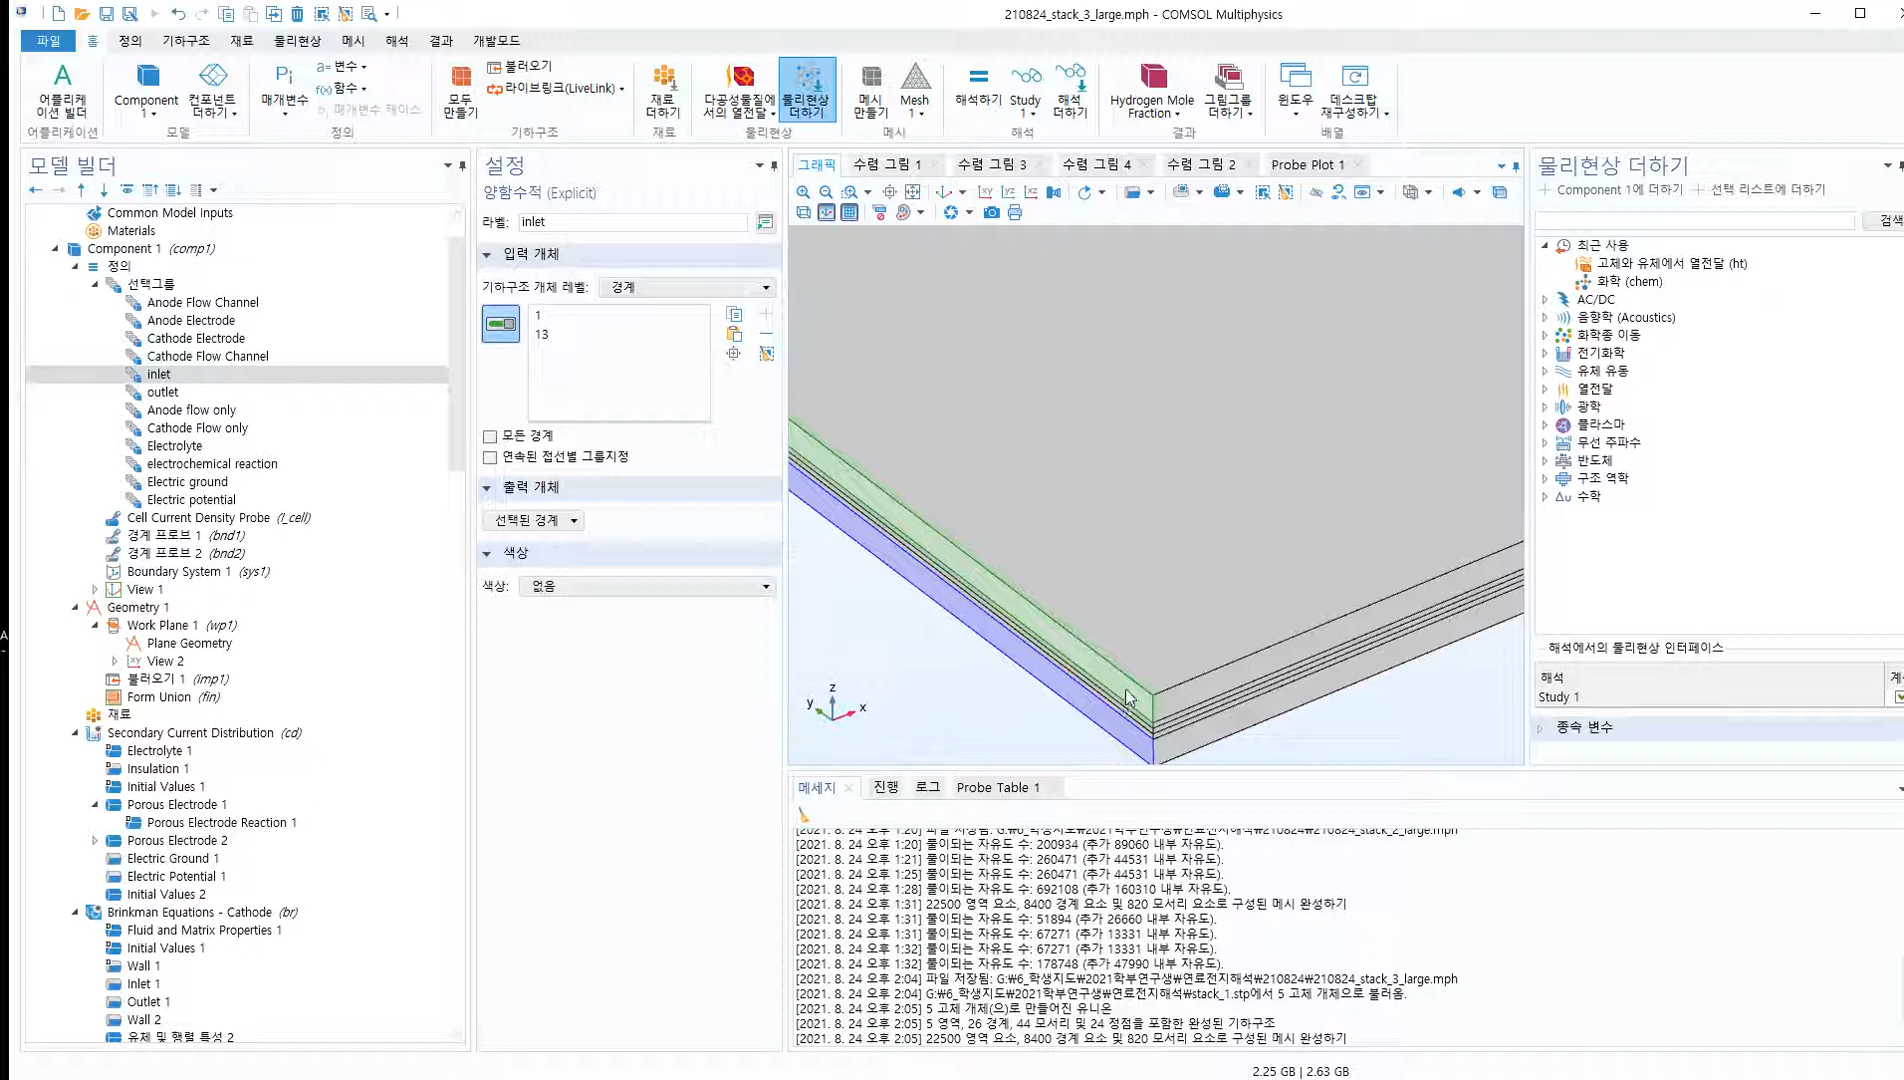 210824_stack_3_large.mph - COMSOL Multiphysics
파일 홈 정의 기하구조 재료 물리현상 메시 해석 결과 개발모드
어플리케이션 빌더
어플리케이션
Component 1
컴포넌트 더하기
모델
Pi
매개변수
a= 변수
f(x) 함수
매개변수 케이스
정의
모두 만들기
불러오기
라이브링크(LiveLink)
기하구조
재료 더하기
재료
다공성물질에서의 열전달
물리현상 더하기
물리현상
메시 만들기
Mesh 1
메시
해석하기
Study 1
해석 더하기
해석
Hydrogen Mole Fraction
그림그룹 더하기
결과
윈도우
데스크탑 재구성하기
배열
모델 빌더
Common Model Inputs
Materials
Component 1 (comp1)
정의
선택그룹
Anode Flow Channel
Anode Electrode
Cathode Electrode
Cathode Flow Channel
inlet
outlet
Anode flow only
Cathode Flow only
Electrolyte
electrochemical reaction
Electric ground
Electric potential
Cell Current Density Probe (I_cell)
경계 프로브 1 (bnd1)
경계 프로브 2 (bnd2)
Boundary System 1 (sys1)
View 1
Geometry 1
Work Plane 1 (wp1)
Plane Geometry
View 2
불러오기 1 (imp1)
Form Union (fin)
재료
Secondary Current Distribution (cd)
Electrolyte 1
Insulation 1
Initial Values 1
Porous Electrode 1
Porous Electrode Reaction 1
Porous Electrode 2
Electric Ground 1
Electric Potential 1
Initial Values 2
Brinkman Equations - Cathode (br)
Fluid and Matrix Properties 1
Initial Values 1
Wall 1
Inlet 1
Outlet 1
Wall 2
유체 및 행렬 특성 2
설정
양함수적 (Explicit)
라벨: inlet
입력 개체
기하구조 개체 레벨: 경계
1
13
모든 경계
연속된 접선별 그룹지정
출력 개체
선택된 경계
색상
색상: 없음
그래픽 수렴 그림 1 수렴 그림 3 수렴 그림 4 수렴 그림 2 Probe Plot 1
z
y
x
메세지 진행 로그 Probe Table 1
[2021. 8. 24 오후 1:20] 파일 저장됨: G:₩6_학생지도₩2021학부연구생₩연료전지해석₩210824₩210824_stack_2_large.mph
[2021. 8. 24 오후 1:20] 풀이되는 자유도 수: 200934 (추가 89060 내부 자유도).
[2021. 8. 24 오후 1:21] 풀이되는 자유도 수: 260471 (추가 44531 내부 자유도).
[2021. 8. 24 오후 1:25] 풀이되는 자유도 수: 260471 (추가 44531 내부 자유도).
[2021. 8. 24 오후 1:28] 풀이되는 자유도 수: 692108 (추가 160310 내부 자유도).
[2021. 8. 24 오후 1:31] 22500 영역 요소, 8400 경계 요소 및 820 모서리 요소로 구성된 메시 완성하기
[2021. 8. 24 오후 1:31] 풀이되는 자유도 수: 51894 (추가 26660 내부 자유도).
[2021. 8. 24 오후 1:31] 풀이되는 자유도 수: 67271 (추가 13331 내부 자유도).
[2021. 8. 24 오후 1:32] 풀이되는 자유도 수: 67271 (추가 13331 내부 자유도).
[2021. 8. 24 오후 1:32] 풀이되는 자유도 수: 178748 (추가 47990 내부 자유도).
[2021. 8. 24 오후 2:04] 파일 저장됨: G:₩6_학생지도₩2021학부연구생₩연료전지해석₩210824₩210824_stack_3_large.mph
[2021. 8. 24 오후 2:04] G:₩6_학생지도₩2021학부연구생₩연료전지해석₩stack_1.stp에서 5 고체 개체으로 불러옴.
[2021. 8. 24 오후 2:05] 5 고체 개체(으)로 만들어진 유니온
[2021. 8. 24 오후 2:05] 5 영역, 26 경계, 44 모서리 및 24 정점을 포함한 완성된 기하구조
[2021. 8. 24 오후 2:05] 22500 영역 요소, 8400 경계 요소 및 820 모서리 요소로 구성된 메시 완성하기
물리현상 더하기
Component 1에 더하기 선택 리스트에 더하기
검색
최근 사용
고체와 유체에서 열전달 (ht)
화학 (chem)
AC/DC
음향학 (Acoustics)
화학종 이동
전기화학
유체 유동
열전달
광학
플라스마
무선 주파수
반도체
구조 역학
Δu 수학
해석에서의 물리현상 인터페이스
해석
Study 1
종속 변수
2.25 GB | 2.63 GB